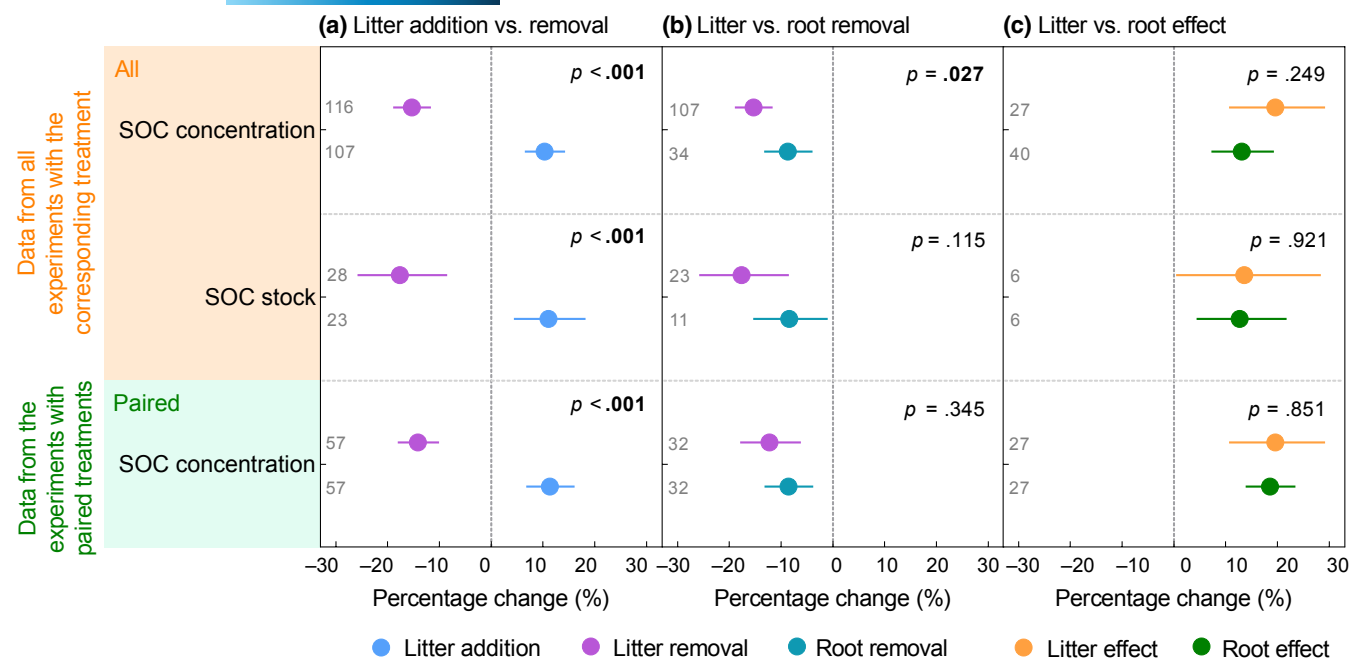 (a) Litter addition vs. removal
(b) Litter vs. root removal
(c) Litter vs. root effect
Data from all
experiments with the
corresponding treatment
All
SOC concentration
116
107
p <.001
107
34
p = .027
27
40
p = .249
SOC stock
28
23
p <.001
23
11
p = .115
6
6
p = .921
Data from the
experiments with
paired treatments
Paired
SOC concentration
57
57
p <.001
32
32
p = .345
27
27
p = .851
–30 –20 –10 0 10 20 30
–30 –20 –10 0 10 20 30
–30 –20 –10 0 10 20 30
Percentage change (%)
Percentage change (%)
Percentage change (%)
Litter addition
Litter removal
Root removal
Litter effect
Root effect